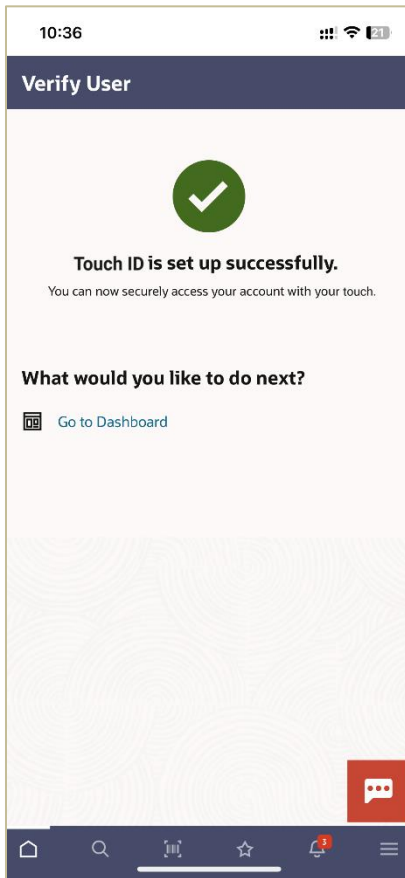 10:36
21
Verify User
Touch ID is set up successfully.
You can now securely access your account with your touch.
What would you like to do next?
Go to Dashboard
3